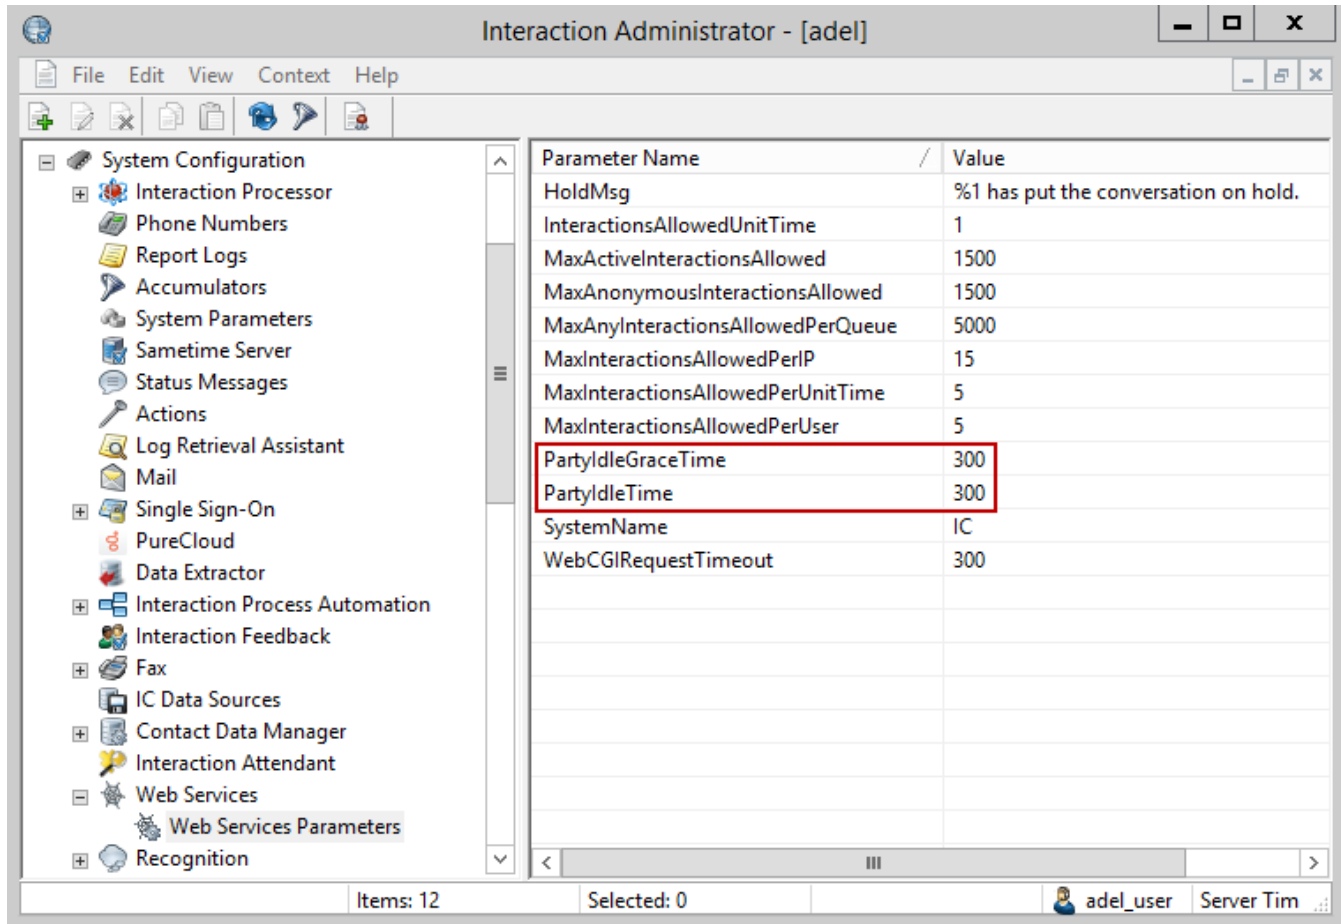 Interaction Administrator - [adel]
File Edit View Context Help
System Configuration
Interaction Processor
Phone Numbers
Report Logs
Accumulators
System Parameters
Sametime Server
Status Messages
Actions
Log Retrieval Assistant
Mail
Single Sign-On
PureCloud
Data Extractor
Interaction Process Automation
Interaction Feedback
Fax
IC Data Sources
Contact Data Manager
Interaction Attendant
Web Services
Web Services Parameters
Recognition
Parameter Name Value
HoldMsg %1 has put the conversation on hold.
InteractionsAllowedUnitTime 1
MaxActiveInteractionsAllowed 1500
MaxAnonymousInteractionsAllowed 1500
MaxAnyInteractionsAllowedPerQueue 5000
MaxInteractionsAllowedPerIP 15
MaxInteractionsAllowedPerUnitTime 5
MaxInteractionsAllowedPerUser 5
PartyIdleGraceTime 300
PartyIdleTime 300
SystemName IC
WebCGIRequestTimeout 300
Items: 12 Selected: 0 adel_user Server Tim